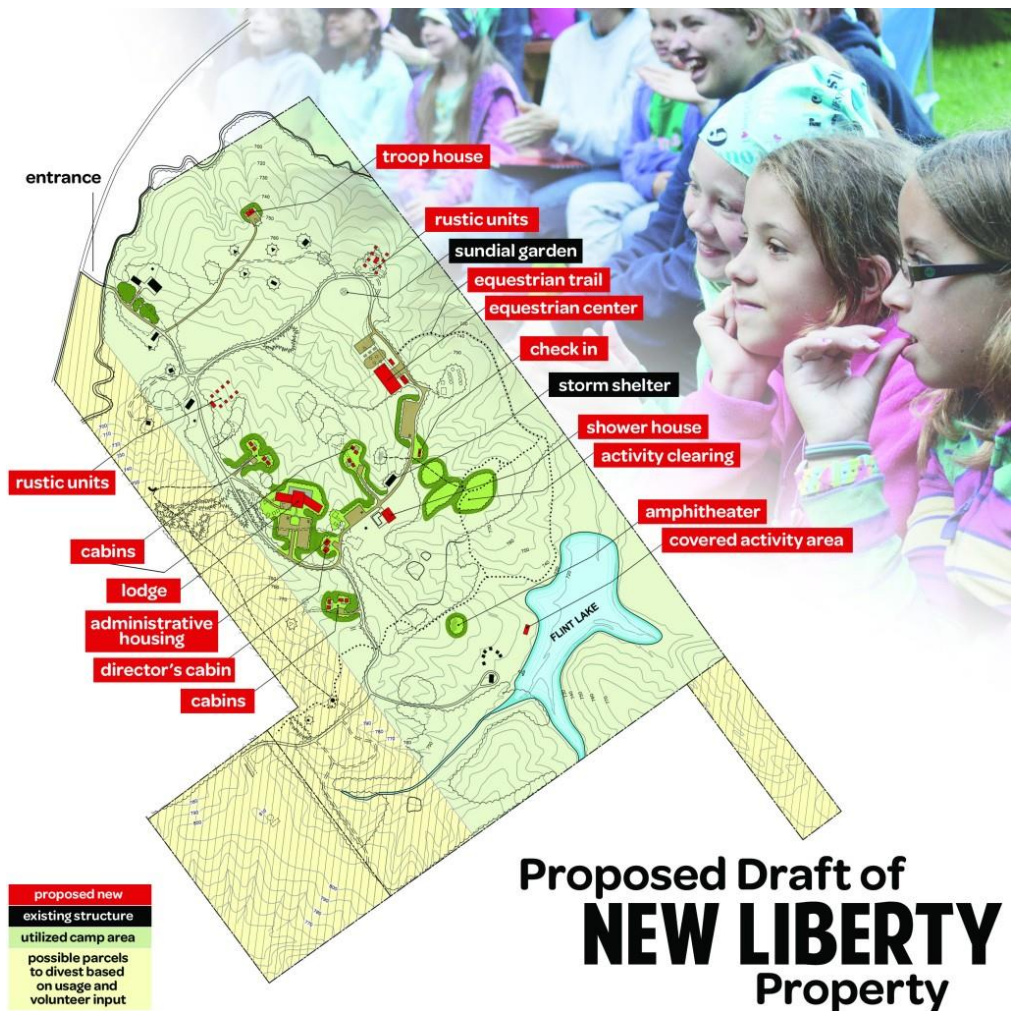 entrance
troop house
rustic units
sundial garden
equestrian trail
equestrian center
check in
storm shelter
shower house
activity clearing
amphitheater
covered activity area
rustic units
cabins
lodge
administrative
housing
director's cabin
cabins
FLINT LAKE
proposed new
existing structure
utilized camp area
possible parcels
to divest based
on usage and
volunteer input
Proposed Draft of
NEW LIBERTY
Property